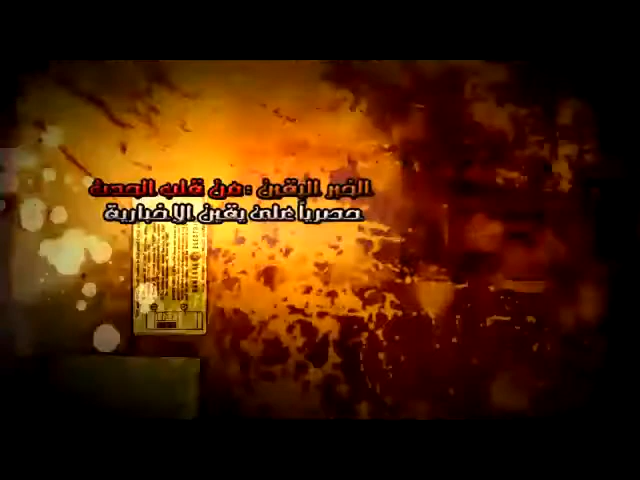 الخبر اليقين : من قلب الحدث
حصرياً على يقين الإخبارية